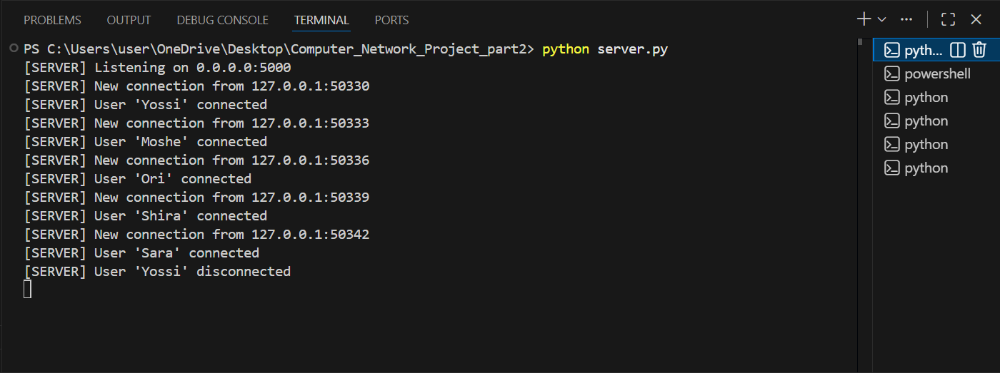 PROBLEMS OUTPUT DEBUG CONSOLE TERMINAL PORTS
PS C:\Users\user\OneDrive\Desktop\Computer_Network_Project_part2> python server.py
[SERVER] Listening on 0.0.0.0:5000
[SERVER] New connection from 127.0.0.1:50330
[SERVER] User 'Yossi' connected
[SERVER] New connection from 127.0.0.1:50333
[SERVER] User 'Moshe' connected
[SERVER] New connection from 127.0.0.1:50336
[SERVER] User 'Ori' connected
[SERVER] New connection from 127.0.0.1:50339
[SERVER] User 'Shira' connected
[SERVER] New connection from 127.0.0.1:50342
[SERVER] User 'Sara' connected
[SERVER] User 'Yossi' disconnected
pyth...
powershell
python
python
python
python